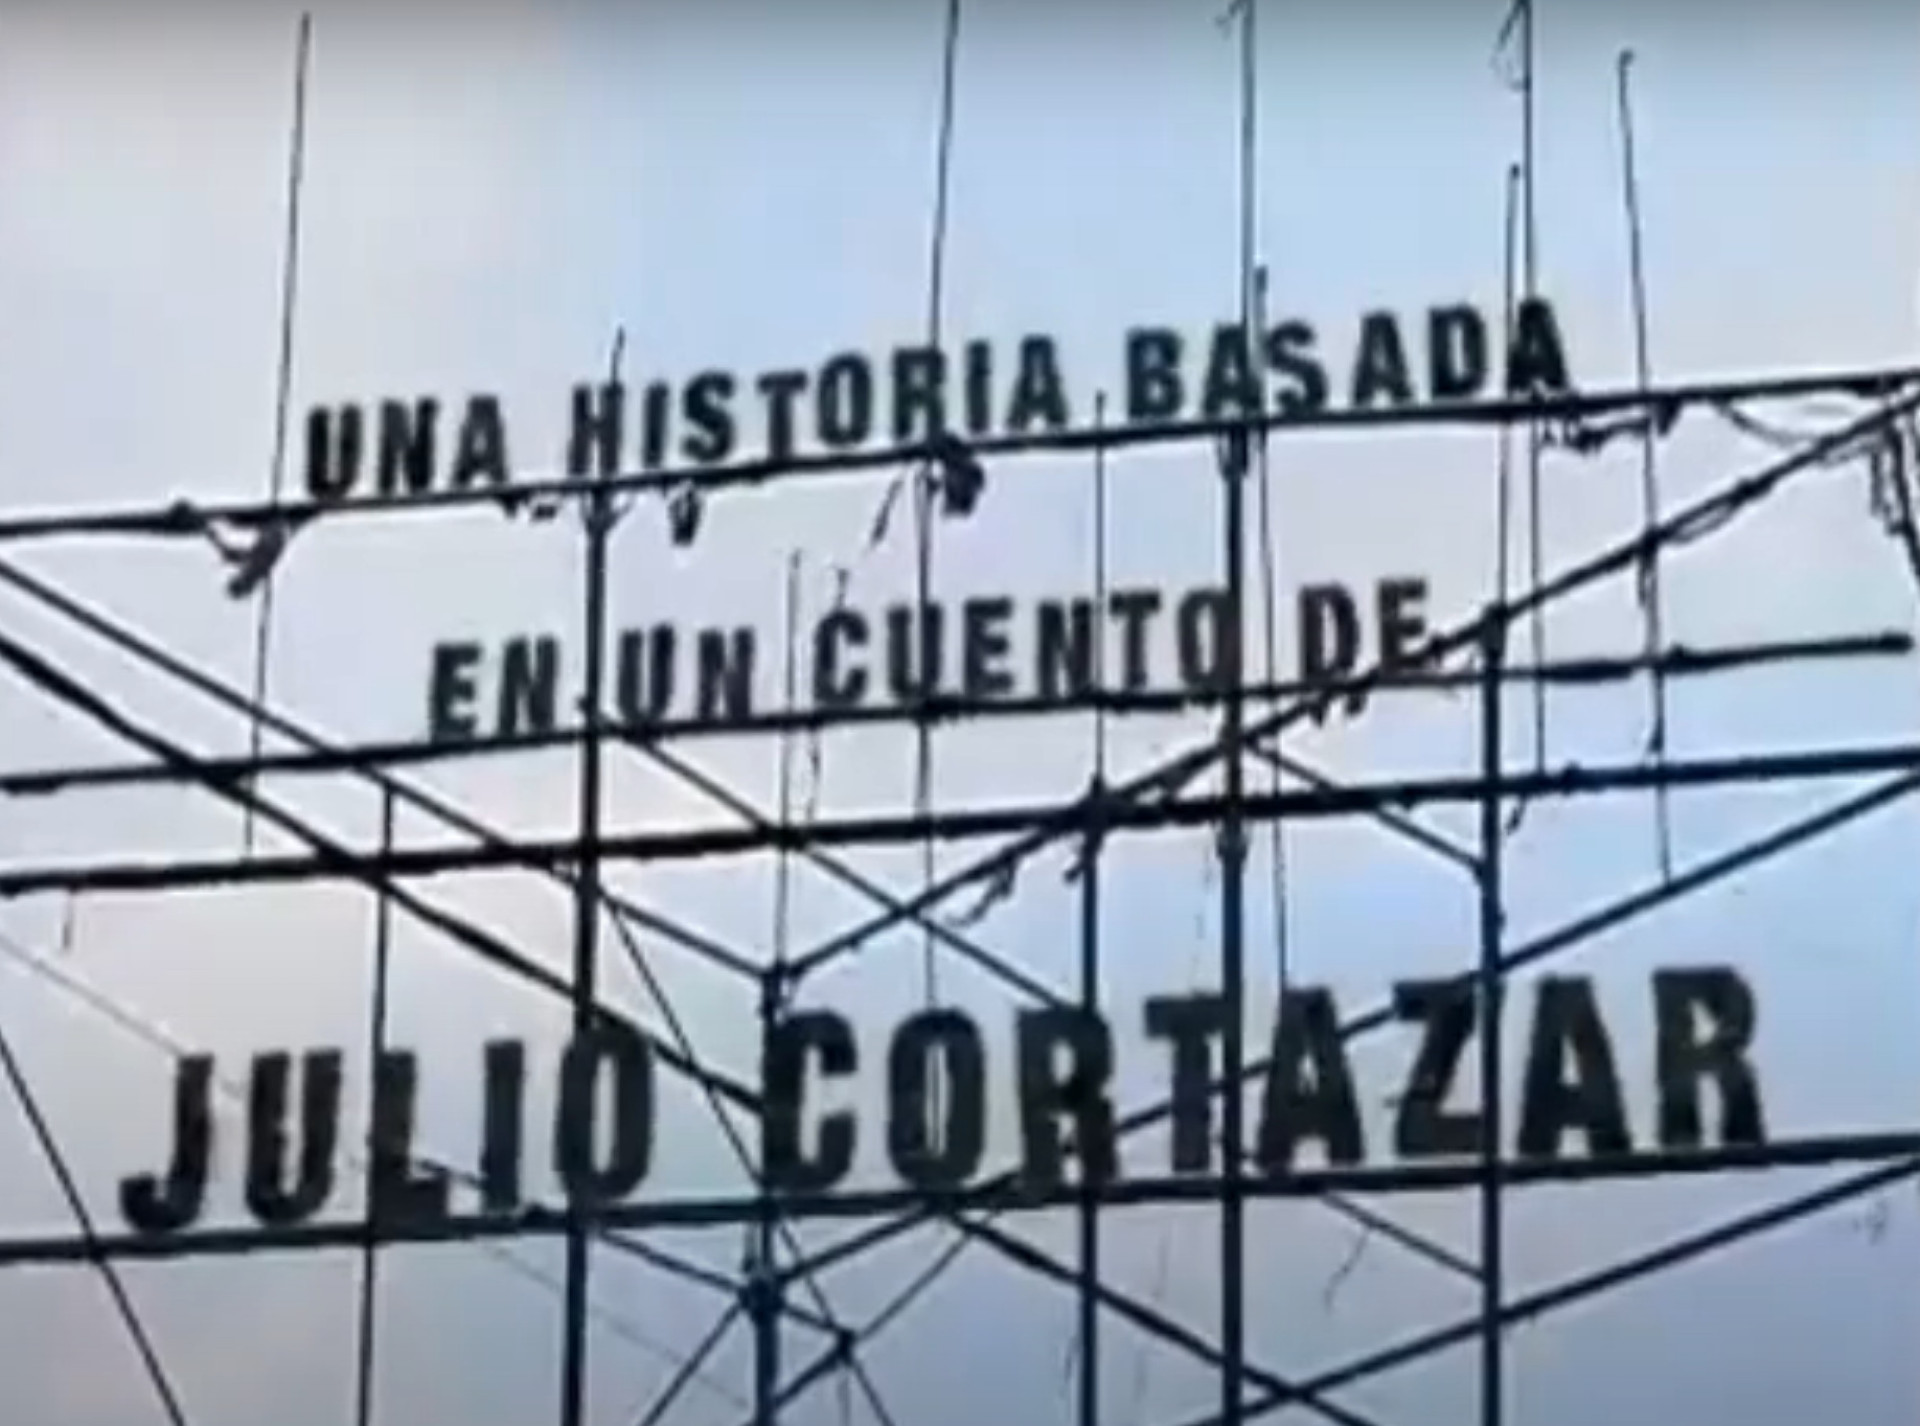 UNA HISTORIA BASADA
EN UN CUENTO DE
JULIO CORTAZAR